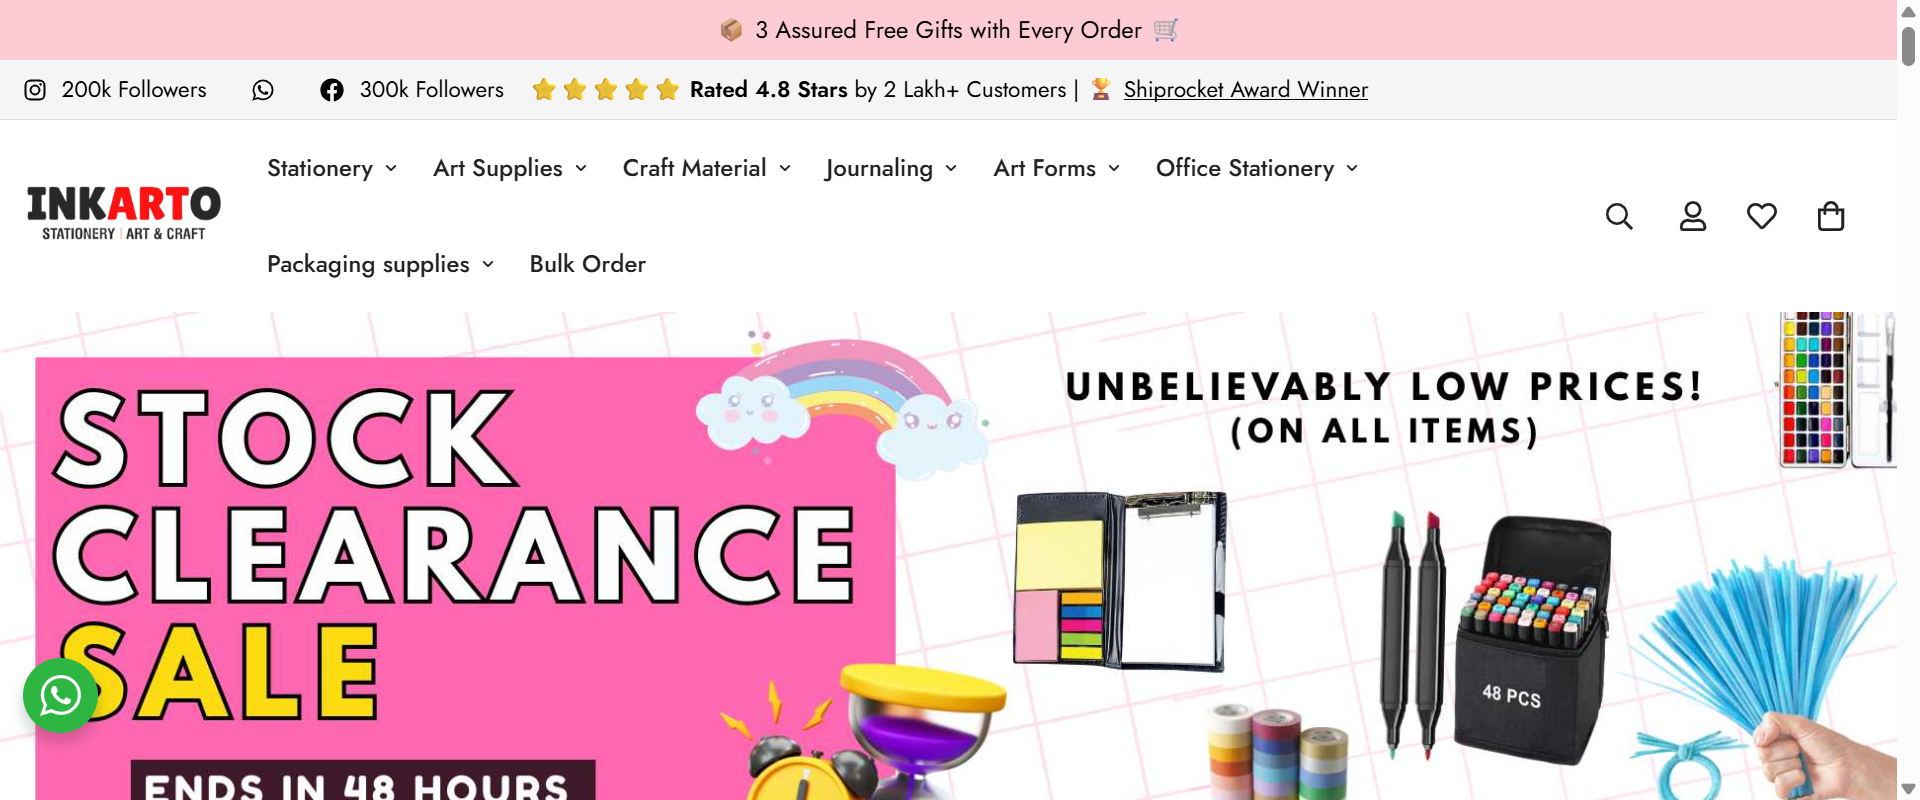 3 Assured Free Gifts with Every Order
200k Followers
300k Followers
Rated 4.8 Stars by 2 Lakh+ Customers | Shiprocket Award Winner
Stationery
Art Supplies
Craft Material
Journaling
Art Forms
Office Stationery
INKARTO
STATIONERY | ART & CRAFT
Packaging supplies
Bulk Order
STOCK
CLEARANCE
SALE
ENDS IN 48 HOURS
UNBELIEVABLY LOW PRICES!
(ON ALL ITEMS)
48 PCS